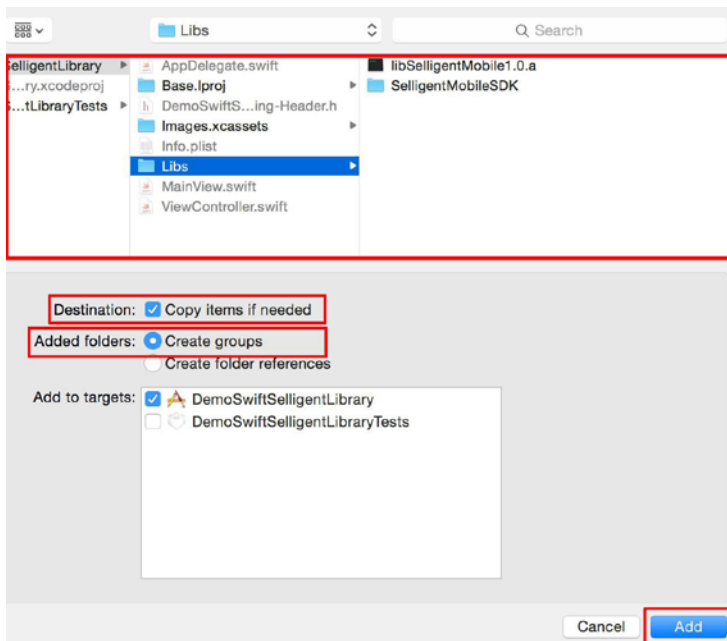 Libs
Search
SelligentLibrary
S...ry.xcodeproj
S...tLibraryTests
AppDelegate.swift
Base.lproj
DemoSwiftS...ing-Header.h
Images.xcassets
Info.plist
Libs
MainView.swift
ViewController.swift
libSelligentMobile1.0.a
SelligentMobileSDK
Destination: Copy items if needed
Added folders: Create groups
Create folder references
Add to targets: DemoSwiftSelligentLibrary
DemoSwiftSelligentLibraryTests
Cancel Add